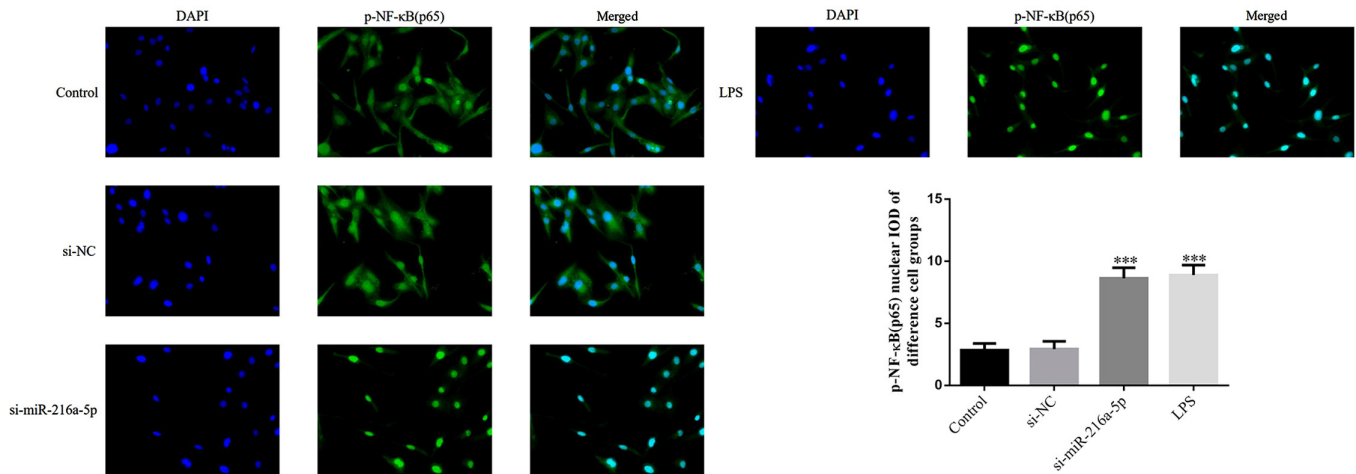 DAPI p-NF-κB(p65) Merged
Control
si-NC
si-miR-216a-5p
DAPI p-NF-κB(p65) Merged
LPS
p-NF-κB(p65) nuclear IOD of
difference cell groups
15
10
5
0
***
***
Control
si-NC
si-miR-216a-5p
LPS